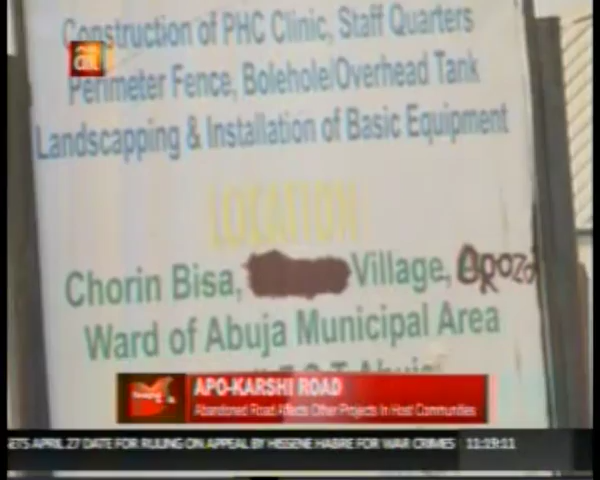 Construction of PHC Clinic, Staff Quarters
Perimeter Fence, Bolehole/Overhead Tank
Landscapping & Installation of Basic Equipment
LOCATION
Chorin Bisa, Village,
Ward of Abuja Municipal Area
F.C.T Abuja
APO-KARSHI ROAD
Abandoned Road Affects Other Projects In Host Communities
ETS APRIL 27 DATE FOR RULING ON APPEAL BY HISSENE HABRE FOR WAR CRIMES 11:19:11